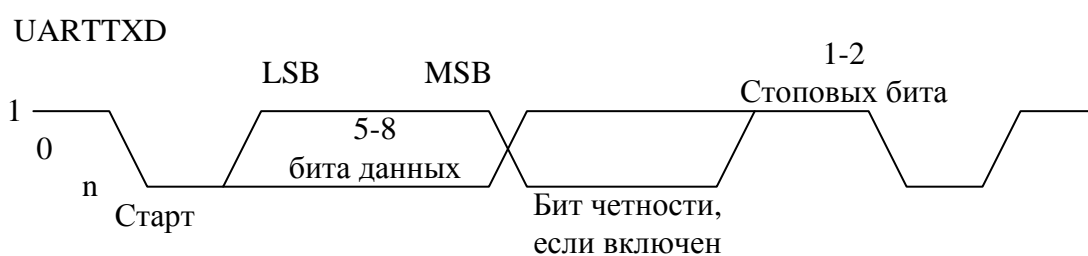 UARTTXD
1-2
Стоповых бита
LSB MSB
1
0
5-8
бита данных
n
Старт
Бит четности,
если включен